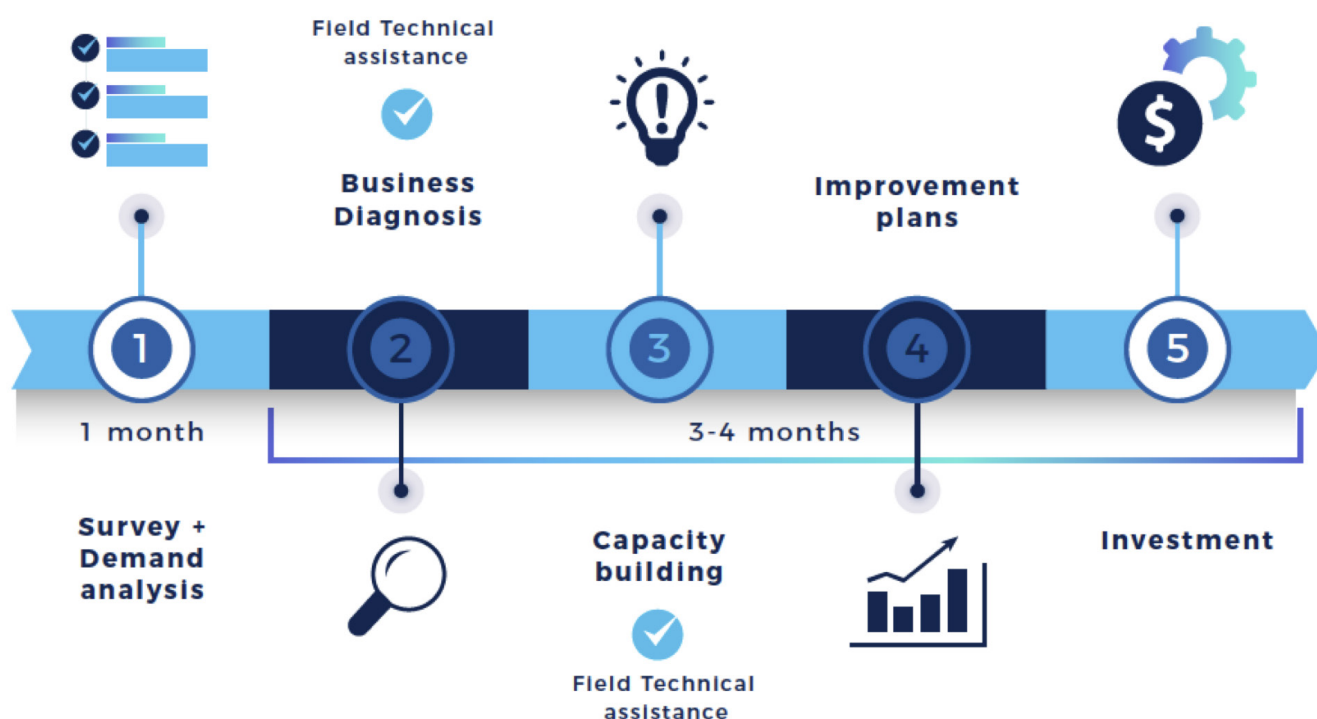 Field Technical
assistance
Business
Diagnosis
Improvement
plans
$
1
2
3
4
5
1 month
3-4 months
Survey +
Demand
analysis
Capacity
building
Investment
Field Technical
assistance